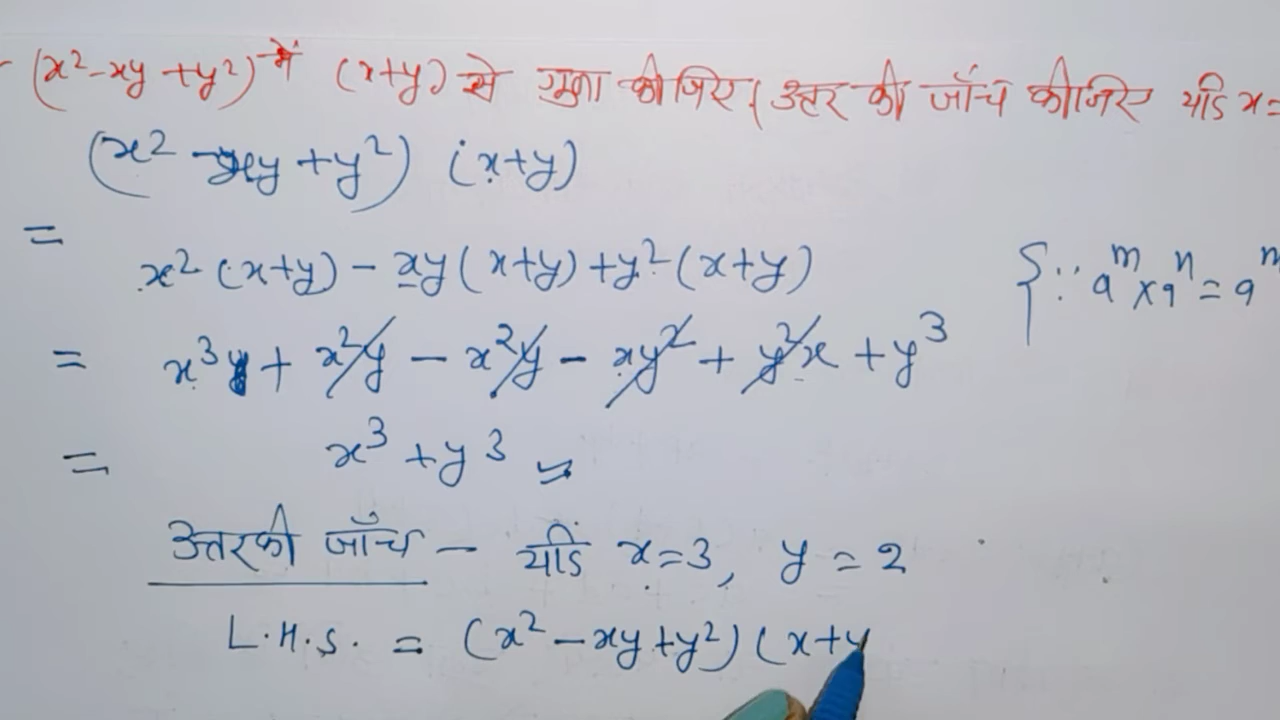 (x²-xy+y²) में (x+y) से गुणा कीजिए। उत्तर की जाँच कीजिए यदि x=
(x² - xy + y²) (x+y)
=
x² (x+y) - xy (x+y) + y² (x+y) {∵ aᵐ x aⁿ = aᵐ
= x³ + x²y - x²y - xy² + y²x + y³
= x³ + y³
उत्तर की जाँच - यदि x=3, y=2
L.H.S. = (x² - xy + y²) (x+y